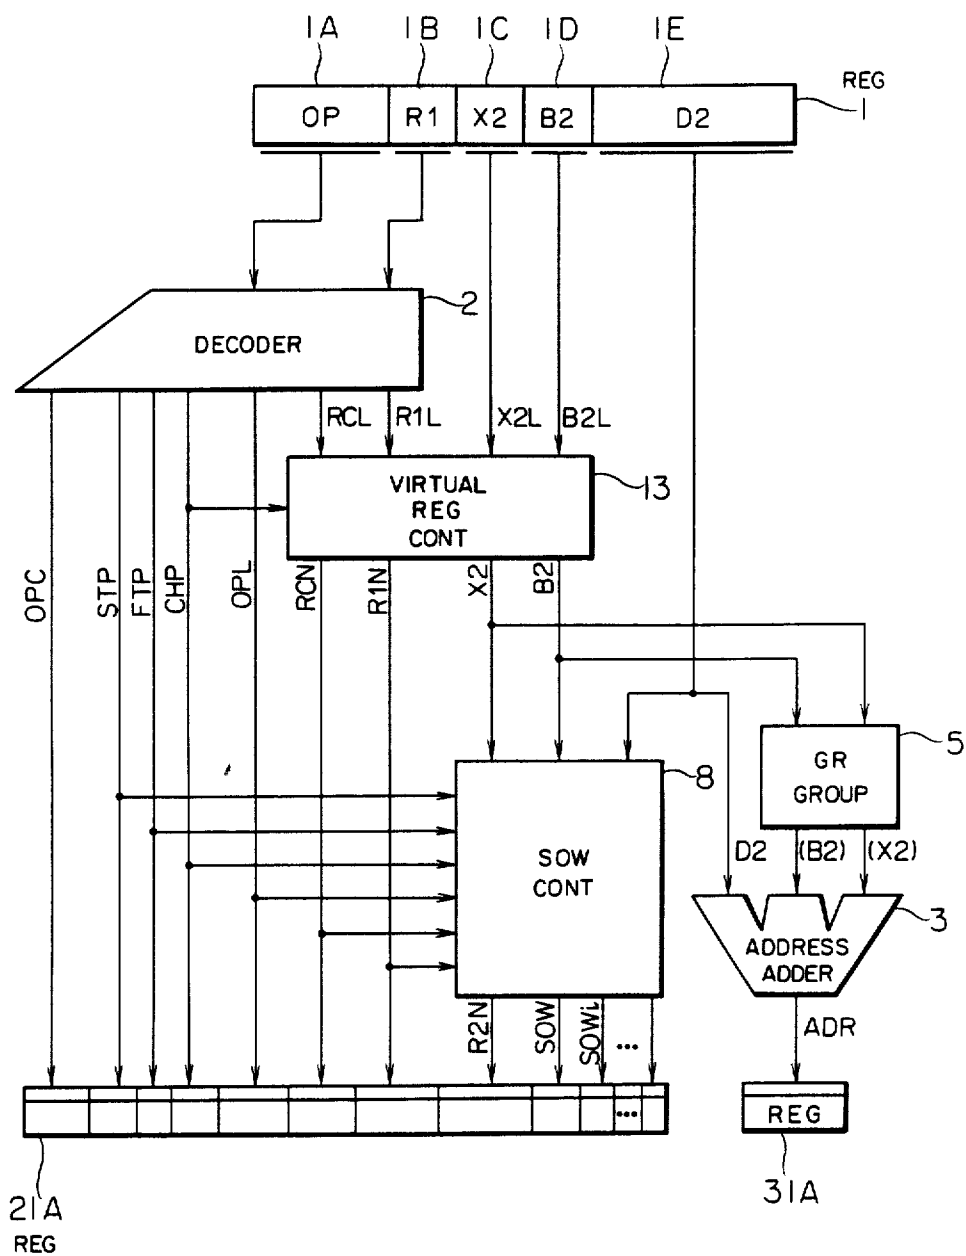 1A 1B 1C 1D 1E
REG
1
OP R1 X2 B2 D2
2
DECODER
RCL R1L X2L B2L
13
VIRTUAL
REG
CONT
OPC STP FTP CHP OPL RCN R1N X2 B2
5
GR
GROUP
8
SOW
CONT
D2 (B2) (X2)
3
ADDRESS
ADDER
R2N SOW SOWi ...
ADR
...
REG
21A
REG
31A